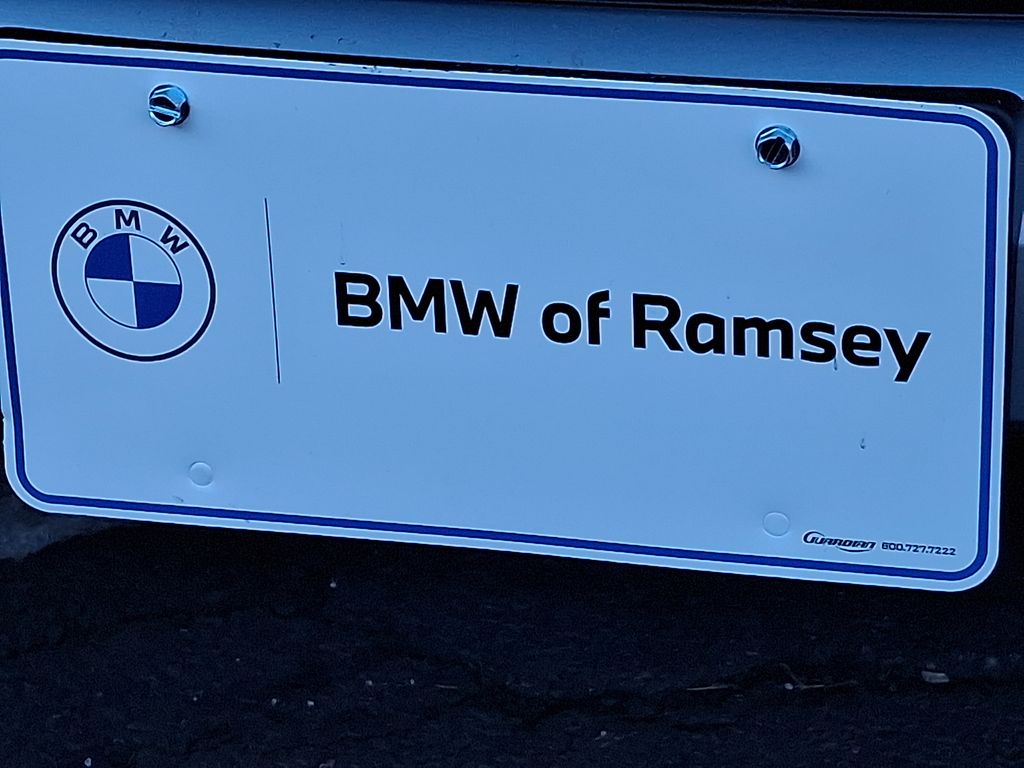 BMW
BMW of Ramsey
GUARDIAN 800.727.7222